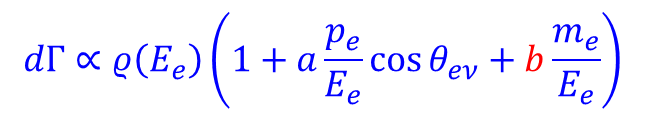 dΓ ∝ ϱ(E_e) (1 + a p_e/E_e cos θ_eν + b m_e/E_e)